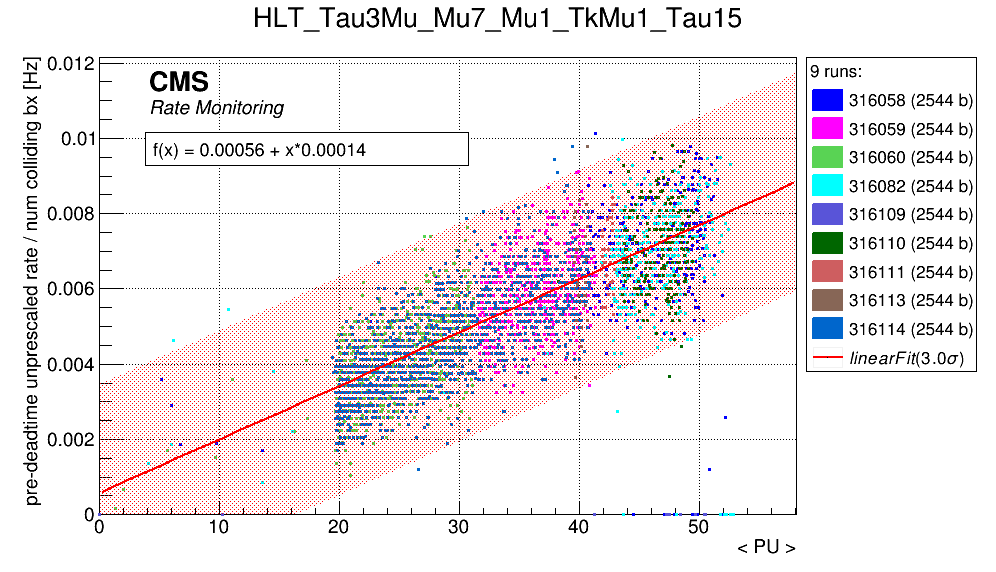 HLT_Tau3Mu_Mu7_Mu1_TkMu1_Tau15
pre-deadtime unprescaled rate / num colliding bx [Hz]
0.012
0.01
0.008
0.006
0.004
0.002
0
CMS
Rate Monitoring
f(x) = 0.00056 + x*0.00014
0 10 20 30 40 50
< PU >
9 runs:
316058 (2544 b)
316059 (2544 b)
316060 (2544 b)
316082 (2544 b)
316109 (2544 b)
316110 (2544 b)
316111 (2544 b)
316113 (2544 b)
316114 (2544 b)
linearFit(3.0σ)